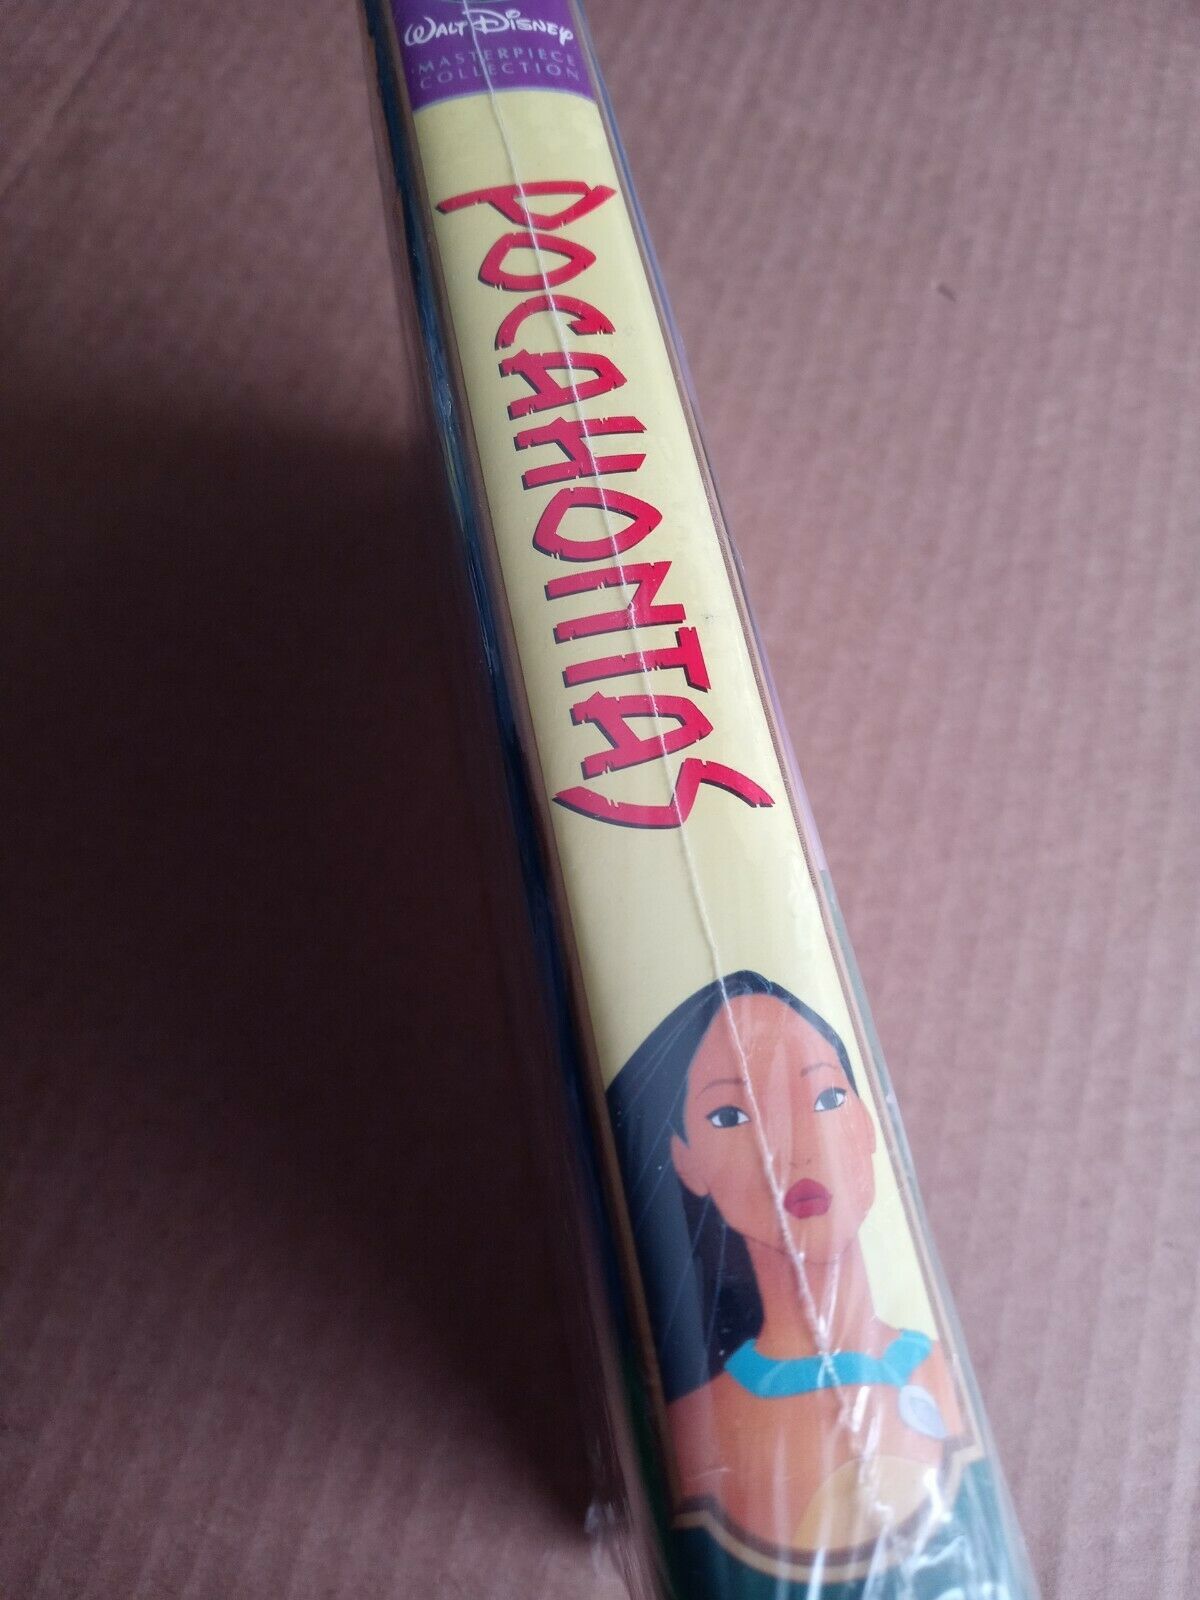 WALT DISNEY
MASTERPIECE
COLLECTION
POCAHONTAS